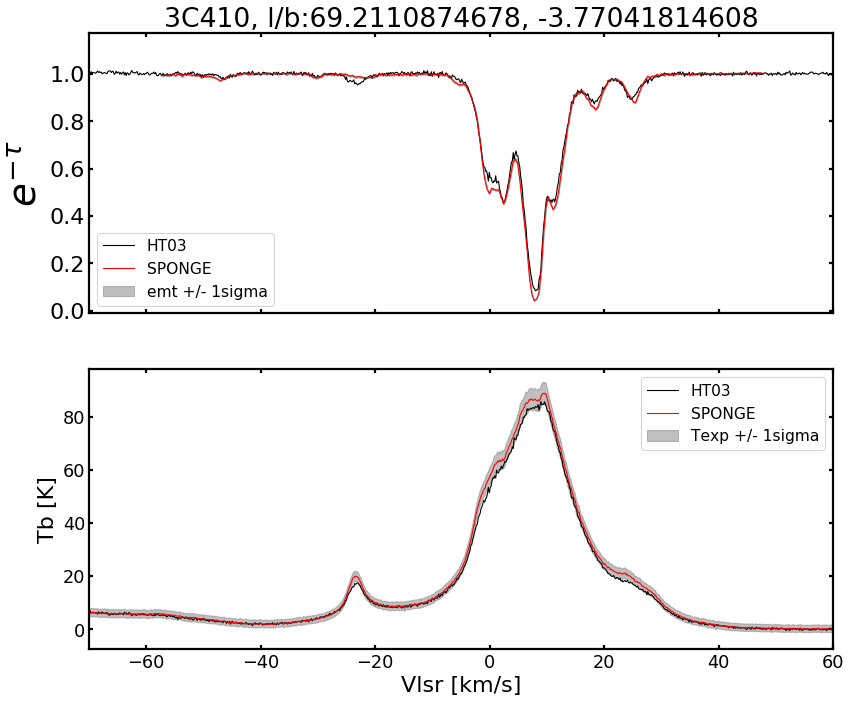 3C410, l/b:69.2110874678, -3.77041814608
1.0
0.8
0.6
0.4
0.2
0.0
e^{-τ}
HT03
SPONGE
emt +/- 1sigma
80
60
40
20
0
Tb [K]
HT03
SPONGE
Texp +/- 1sigma
−60 −40 −20 0 20 40 60
Vlsr [km/s]